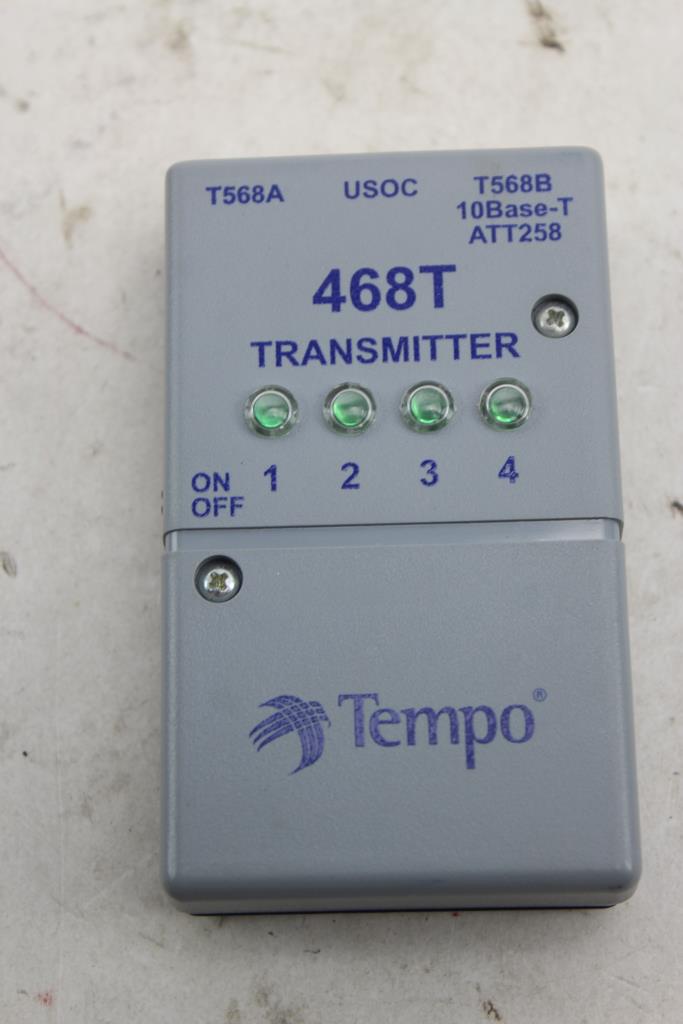 T568A USOC T568B
10Base-T
ATT258
468T
TRANSMITTER
1 2 3 4
ON
OFF
Tempo®